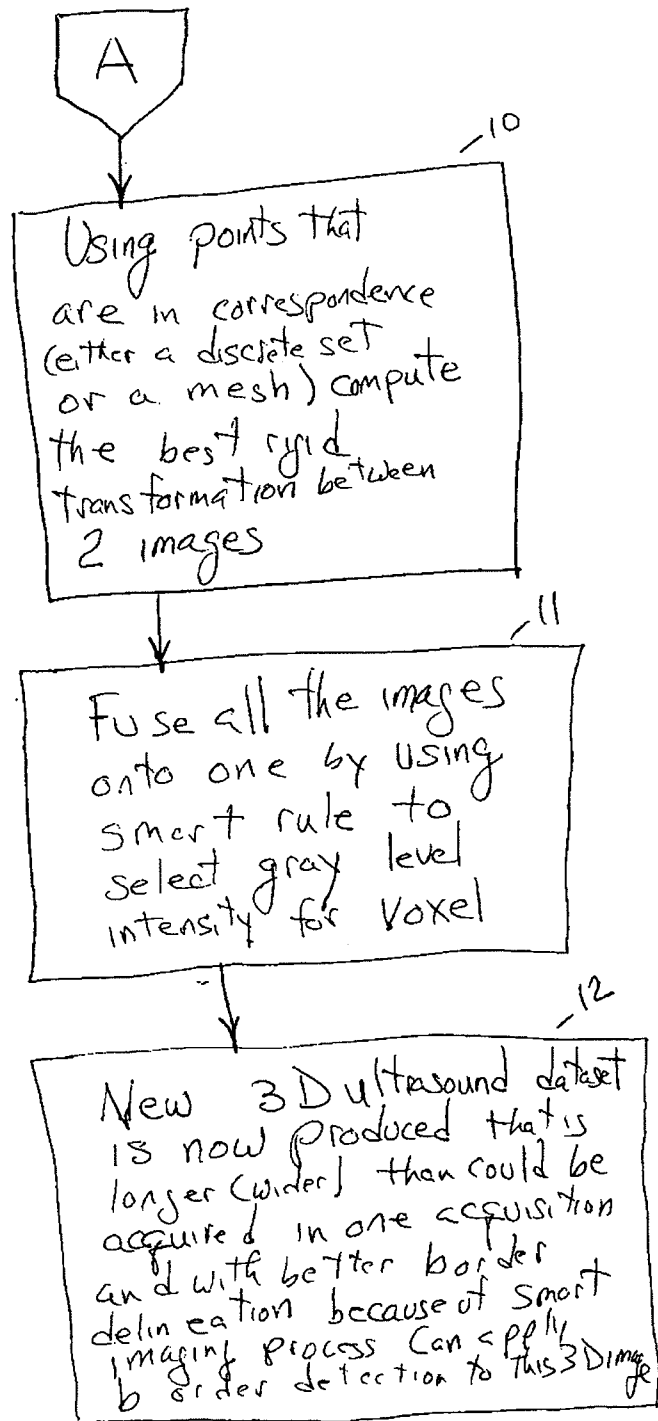 A
10
Using points that
are in correspondence
(either a discrete set
or a mesh) compute
the best rigid
transformation between
2 images
11
Fuse all the images
onto one by using
smart rule to
select gray level
intensity for voxel
12
New 3D ultrasound dataset
is now produced that is
longer (wider) than could be
acquired in one acquisition
and with better border
delineation because of smart
imaging process Can apply
border detection to this 3D image